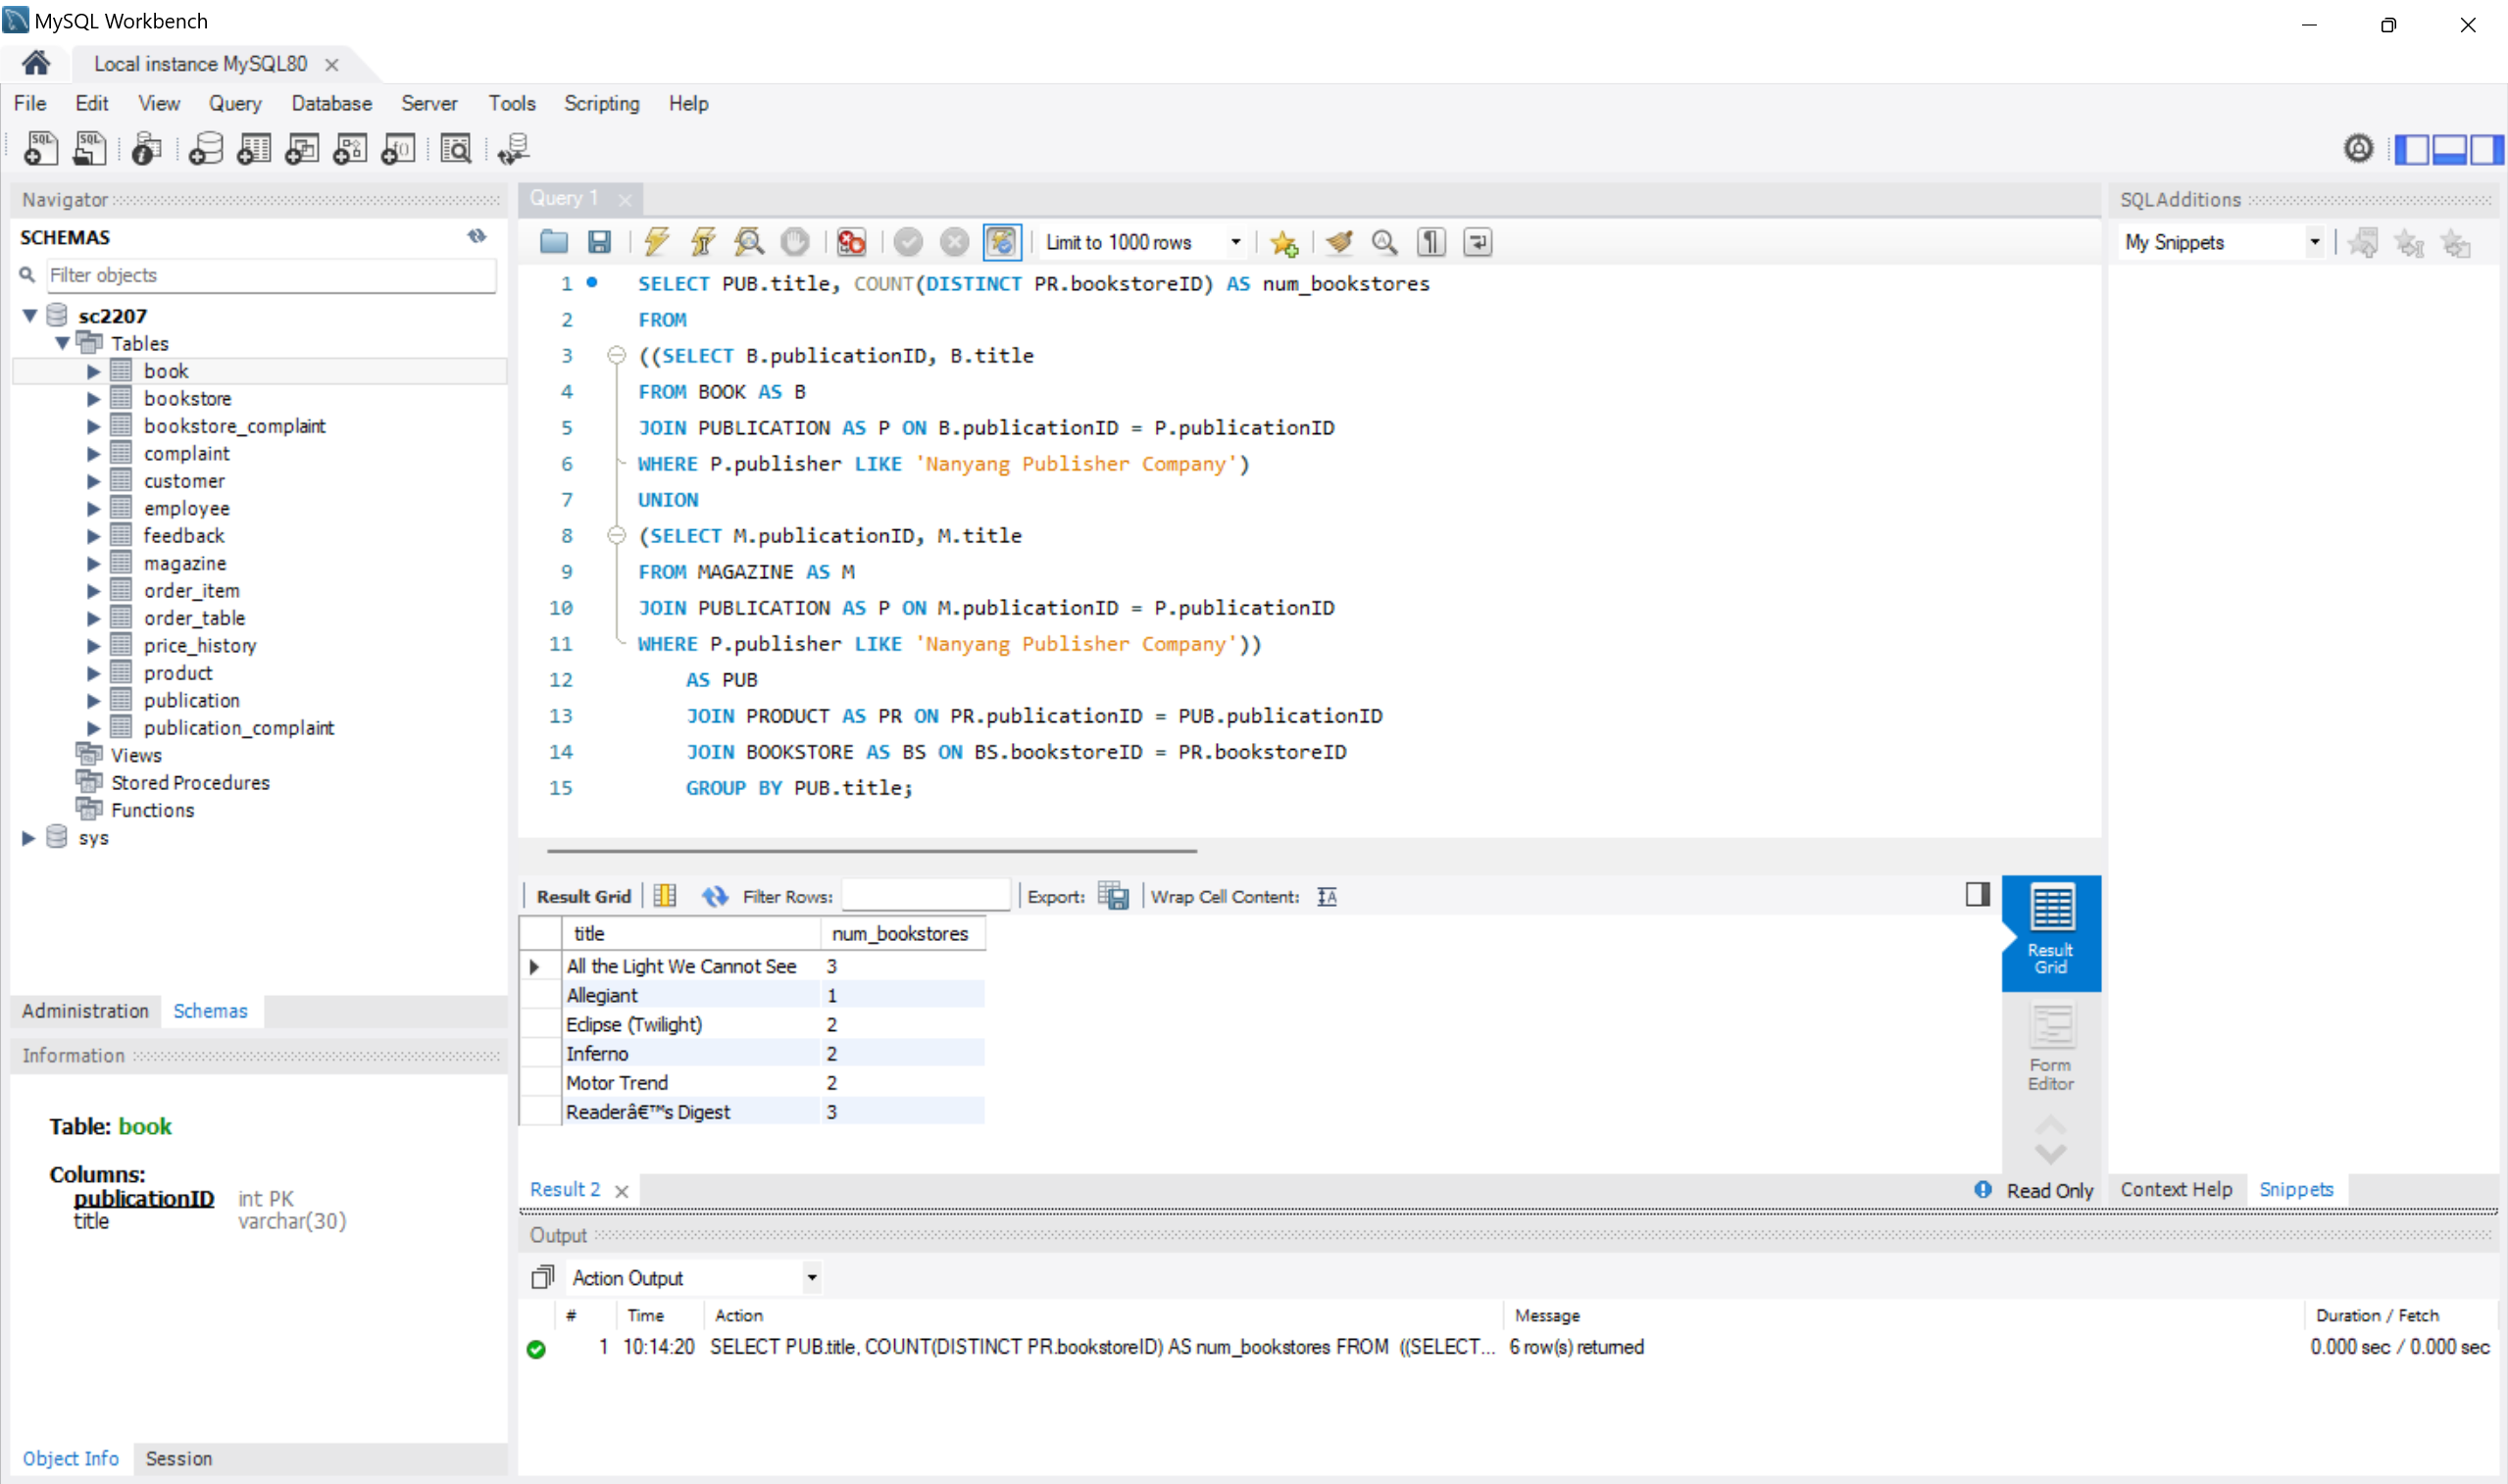 MySQL Workbench
Local instance MySQL80
File Edit View Query Database Server Tools Scripting Help
Navigator
SCHEMAS
Filter objects
sc2207
Tables
book
bookstore
bookstore_complaint
complaint
customer
employee
feedback
magazine
order_item
order_table
price_history
product
publication
publication_complaint
Views
Stored Procedures
Functions
sys
Administration Schemas
Information
Table: book
Columns:
publicationID int PK
title varchar(30)
Object Info Session
Query 1
Limit to 1000 rows
1 SELECT PUB.title, COUNT(DISTINCT PR.bookstoreID) AS num_bookstores
2 FROM
3 ((SELECT B.publicationID, B.title
4 FROM BOOK AS B
5 JOIN PUBLICATION AS P ON B.publicationID = P.publicationID
6 WHERE P.publisher LIKE 'Nanyang Publisher Company')
7 UNION
8 (SELECT M.publicationID, M.title
9 FROM MAGAZINE AS M
10 JOIN PUBLICATION AS P ON M.publicationID = P.publicationID
11 WHERE P.publisher LIKE 'Nanyang Publisher Company'))
12 AS PUB
13 JOIN PRODUCT AS PR ON PR.publicationID = PUB.publicationID
14 JOIN BOOKSTORE AS BS ON BS.bookstoreID = PR.bookstoreID
15 GROUP BY PUB.title;
Result Grid Filter Rows: Export: Wrap Cell Content:
title num_bookstores
All the Light We Cannot See 3
Allegiant 1
Eclipse (Twilight) 2
Inferno 2
Motor Trend 2
Readerâ€™s Digest 3
Result
Grid
Form
Editor
Result 2
Read Only
SQLAdditions
My Snippets
Context Help Snippets
Output
Action Output
# Time Action Message Duration / Fetch
1 10:14:20 SELECT PUB.title, COUNT(DISTINCT PR.bookstoreID) AS num_bookstores FROM ((SELECT... 6 row(s) returned 0.000 sec / 0.000 sec